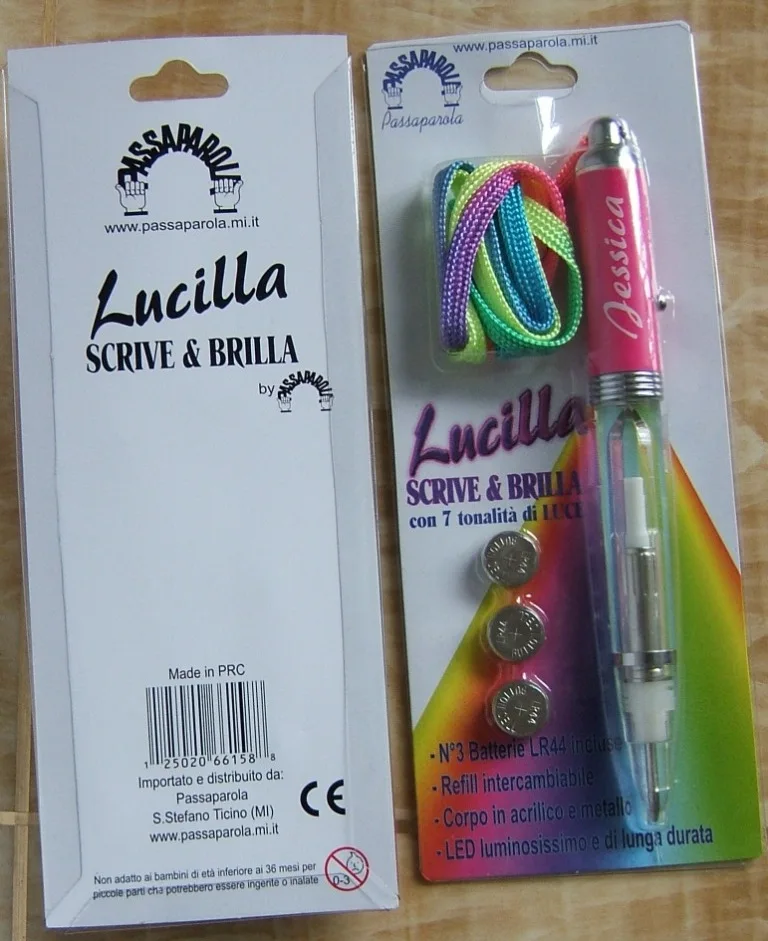 PASSAPAROLA
www.passaparola.mi.it
Lucilla
SCRIVE & BRILLA
by PASSAPAROLA
Made in PRC
1 25020 66158 8
Importato e distribuito da:
Passaparola
S.Stefano Ticino (MI)
www.passaparola.mi.it
CE
Non adatto ai bambini di età inferiore ai 36 mesi per
piccole parti cha potrebbero essere ingerite o inalate
0-3
www.passaparola.mi.it
PASSAPAROLA
Passaparola
Jessica
Lucilla
SCRIVE & BRILLA
con 7 tonalità di LUCE
LR44
LR44
LR44
- N°3 Batterie LR44 incluse
- Refill intercambiabile
- Corpo in acrilico e metallo
- LED luminosissimo e di lunga durata